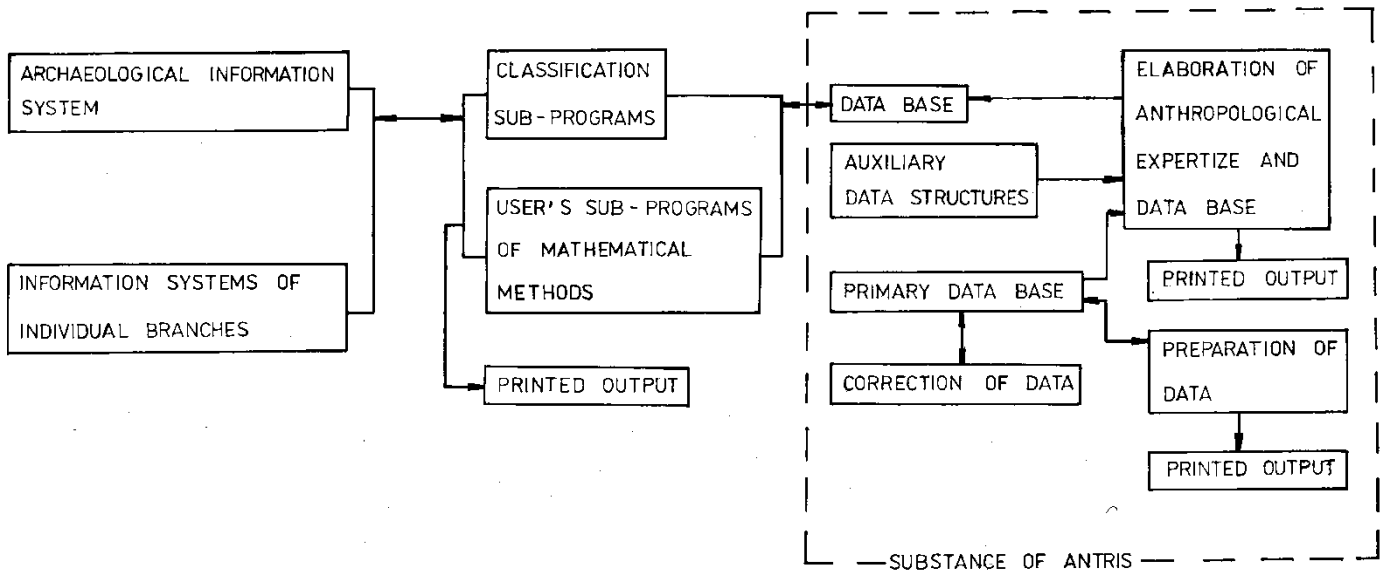 ARCHAEOLOGICAL INFORMATION
SYSTEM
INFORMATION SYSTEMS OF
INDIVIDUAL BRANCHES
CLASSIFICATION
SUB-PROGRAMS
USER'S SUB-PROGRAMS
OF MATHEMATICAL
METHODS
PRINTED OUTPUT
DATA BASE
AUXILIARY
DATA STRUCTURES
PRIMARY DATA BASE
CORRECTION OF DATA
ELABORATION OF
ANTHROPOLOGICAL
EXPERTIZE AND
DATA BASE
PRINTED OUTPUT
PREPARATION OF
DATA
PRINTED OUTPUT
SUBSTANCE OF ANTRIS